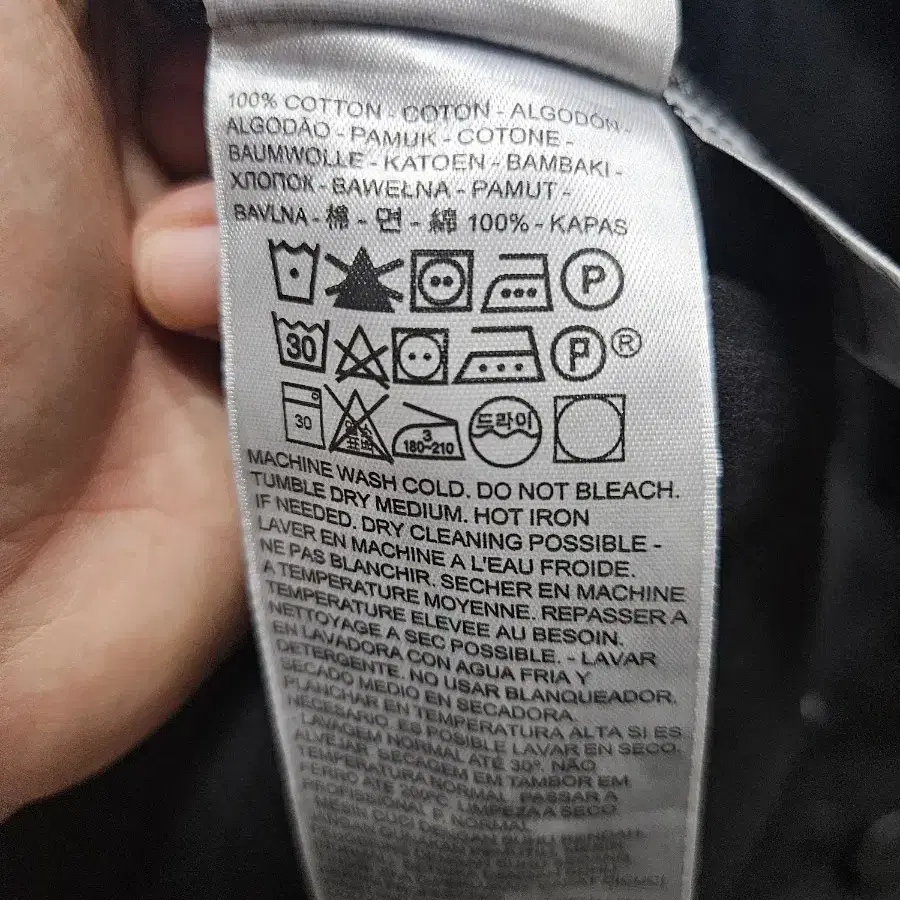 100% COTTON - COTON - ALGODÓN -
ALGODÃO - PAMUK - COTONE -
BAUMWOLLE - KATOEN - BAMBAKI -
ХЛОПОК - BAWEŁNA - PAMUT -
BAVLNA - 棉 - 면 - 綿 100% - KAPAS
P
30 P ®
30 3 180~210 드라이
MACHINE WASH COLD. DO NOT BLEACH.
TUMBLE DRY MEDIUM. HOT IRON
IF NEEDED. DRY CLEANING POSSIBLE -
LAVER EN MACHINE A L'EAU FROIDE.
NE PAS BLANCHIR. SECHER EN MACHINE
A TEMPERATURE MOYENNE. REPASSER A
TEMPERATURE ELEVEE AU BESOIN.
NETTOYAGE A SEC POSSIBLE. - LAVAR
EN LAVADORA CON AGUA FRIA Y
DETERGENTE. NO USAR BLANQUEADOR.
SECADO MEDIO EN SECADORA.
PLANCHAR EN TEMPERATURA ALTA SI ES
NECESARIO. ES POSIBLE LAVAR EN SECO.
- LAVAGEM NORMAL ATÉ 30º. NÃO
ALVEJAR. SECAGEM EM TAMBOR EM
TEMPERATURA NORMAL. PASSAR A
FERRO ATÉ 200ºC. LIMPEZA A SECO
PROFISSIONAL P, NORMAL